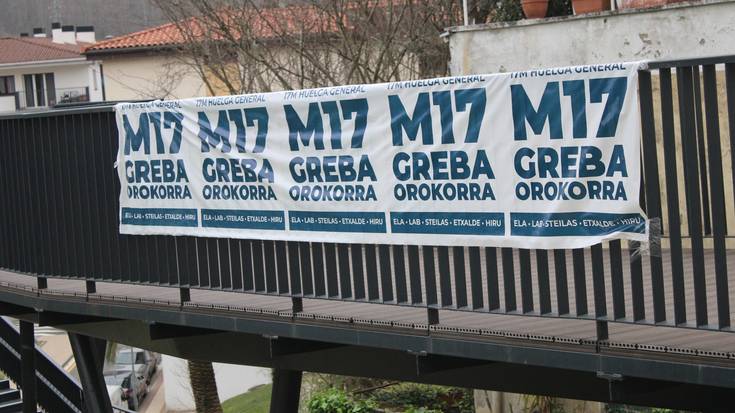 17M HUELGA GENERAL 17M HUELGA GENERAL 17M HUELGA GENERAL 17M HUELGA GENERAL 17M HUELGA GENERAL
M17 M17 M17 M17 M17
GREBA GREBA GREBA GREBA GREBA
OROKORRA OROKORRA OROKORRA OROKORRA OROKORRA
ELA • LAB • STEILAS • ETXALDE • HIRU ELA • LAB • STEILAS • ETXALDE • HIRU ELA • LAB • STEILAS • ETXALDE • HIRU ELA • LAB • STEILAS • ETXALDE • HIRU ELA • LAB • STEILAS • ETXALDE • HIRU